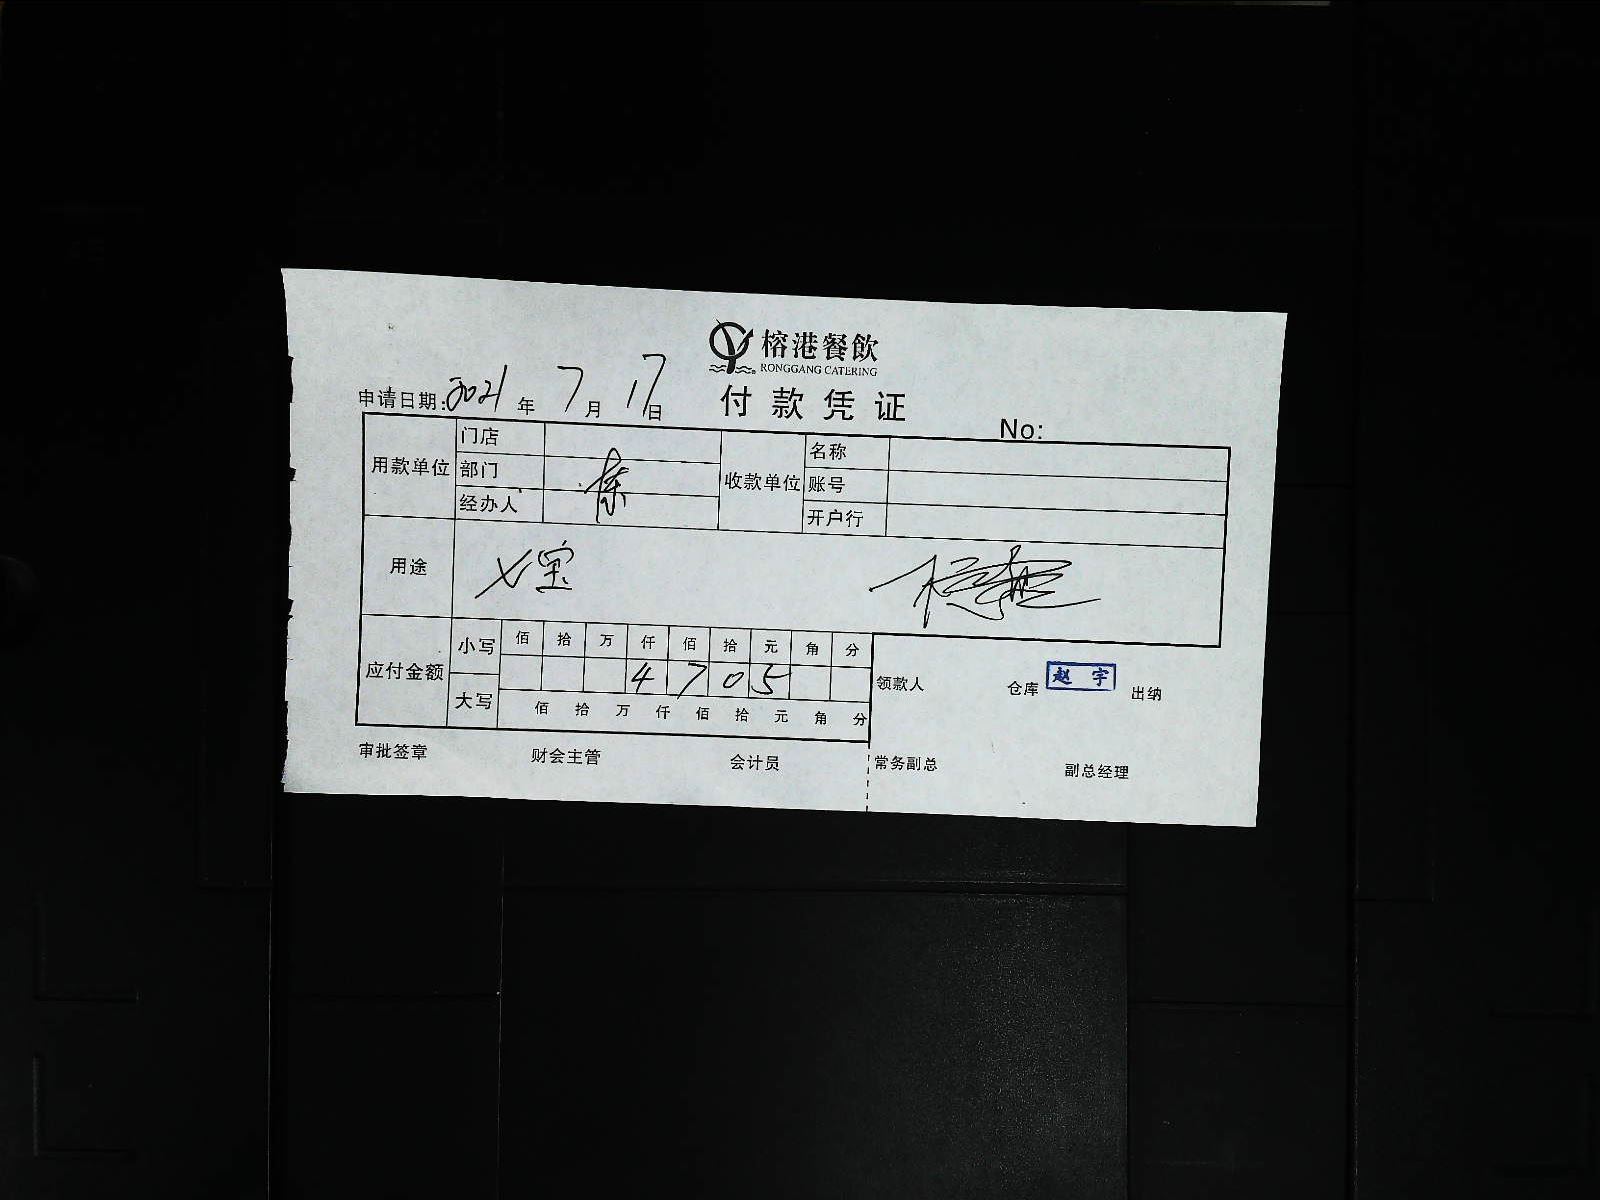 榕港餐飲
RONGGANG CATERING
付款凭证
申请日期:2021年7月17日
No:
用款单位 门店 收款单位 名称
部门 账号
经办人 开户行
用途
应付金额 小写 佰 拾 万 仟 佰 拾 元 角 分
4 7 0 5
大写 佰 拾 万 仟 佰 拾 元 角 分
领款人 仓库 赵宇 出纳
审批签章 财会主管 会计员 常务副总 副总经理